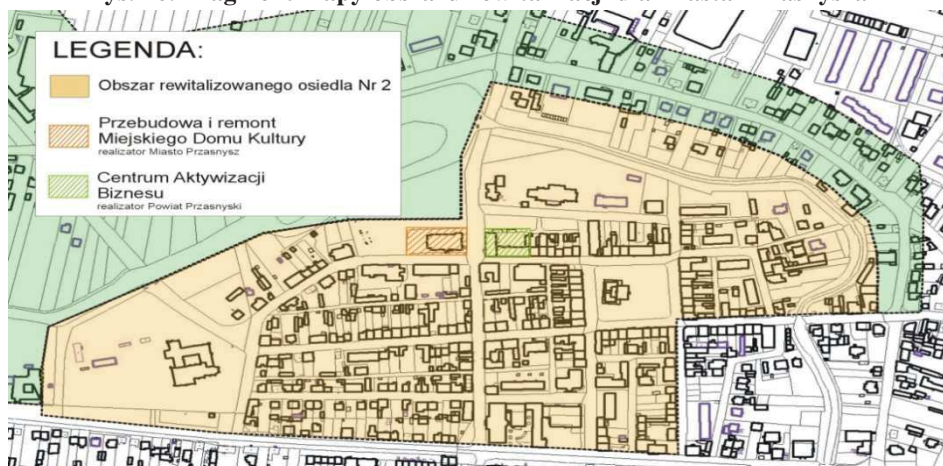 LEGENDA:
Obszar rewitalizowanego osiedla Nr 2
Przebudowa i remont
Miejskiego Domu Kultury
realizator Miasto Przasnysz
Centrum Aktywizacji
Biznesu
realizator Powiat Przasnyski